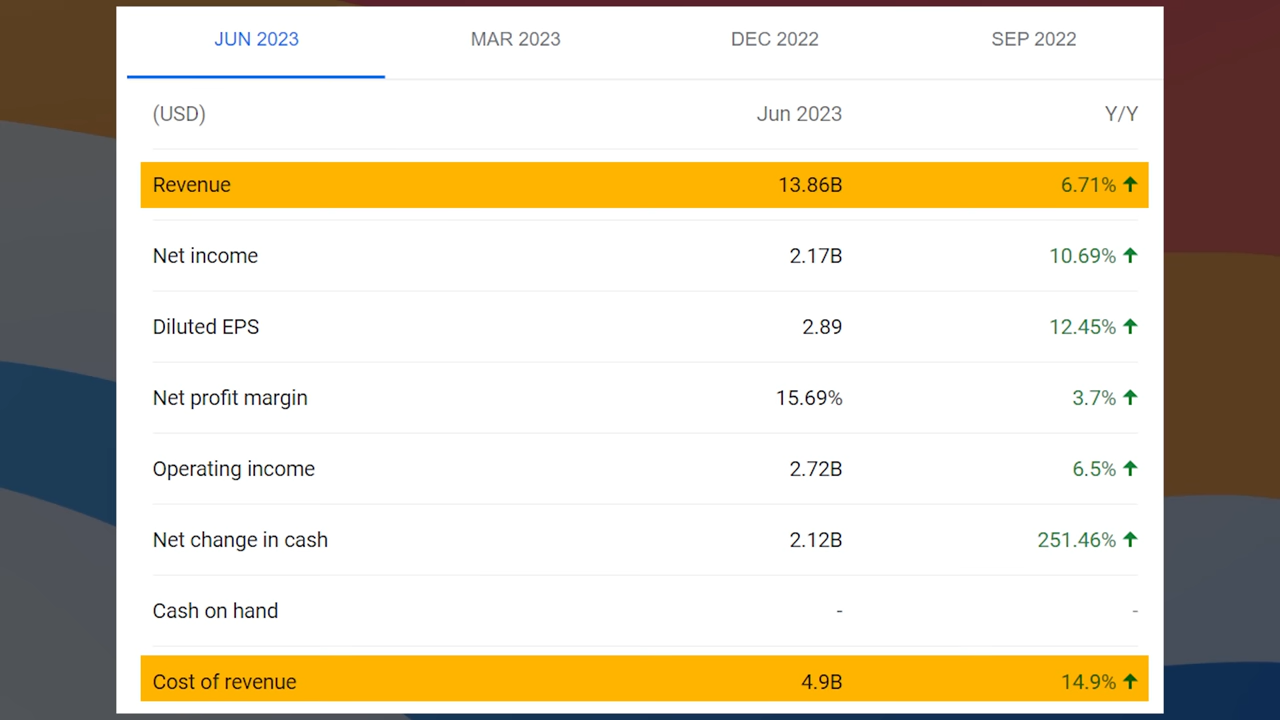 JUN 2023 MAR 2023 DEC 2022 SEP 2022
(USD) Jun 2023 Y/Y
Revenue 13.86B 6.71% ↑
Net income 2.17B 10.69% ↑
Diluted EPS 2.89 12.45% ↑
Net profit margin 15.69% 3.7% ↑
Operating income 2.72B 6.5% ↑
Net change in cash 2.12B 251.46% ↑
Cash on hand - -
Cost of revenue 4.9B 14.9% ↑